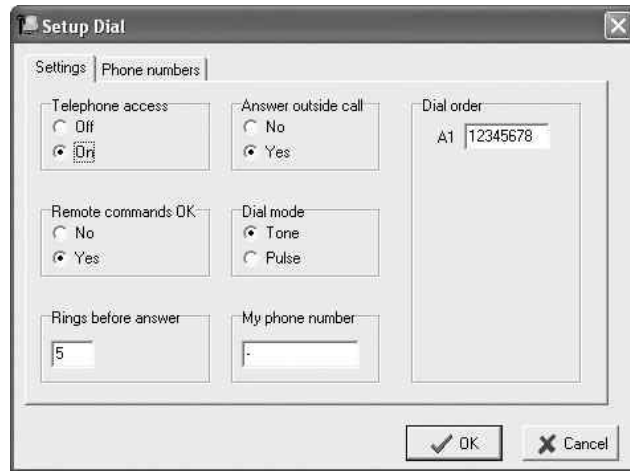 Setup Dial
Settings
Phone numbers
Telephone access
Off
On
Answer outside call
No
Yes
Dial order
A1 12345678
Remote commands OK
No
Yes
Dial mode
Tone
Pulse
Rings before answer
5
My phone number
-
OK
Cancel